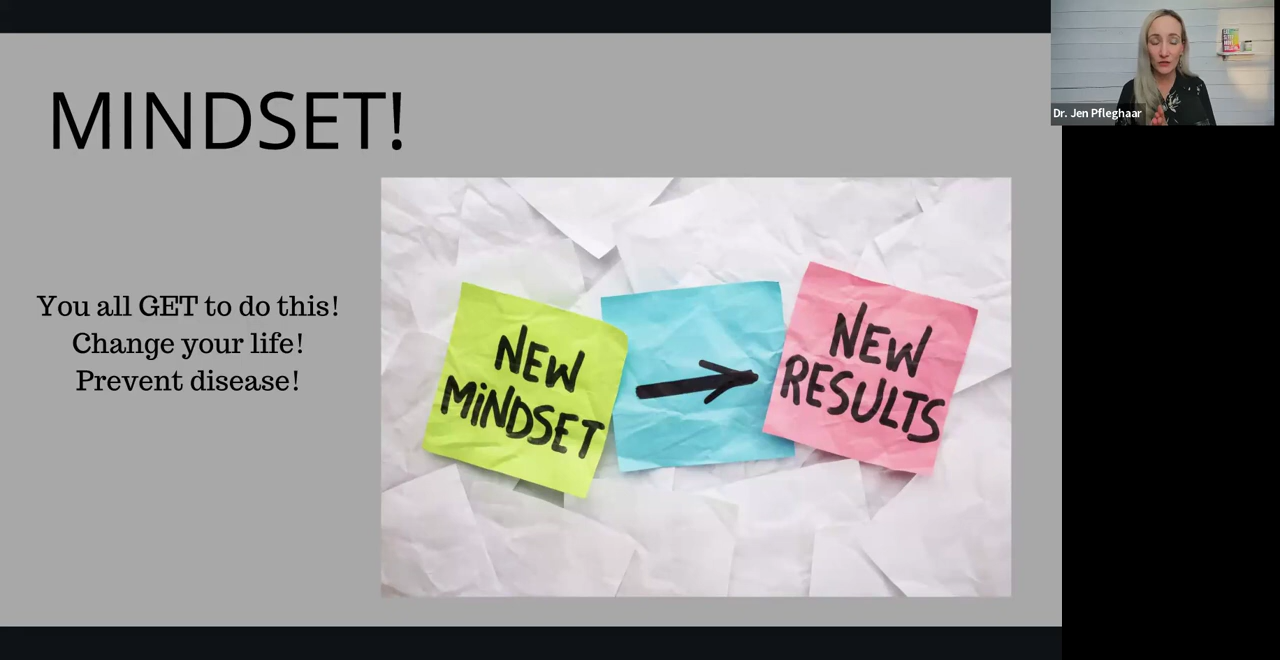 MINDSET!
Dr. Jen Pfleghaar
You all GET to do this!
Change your life!
Prevent disease!
NEW
MiNDSET
NEW
RESULTS